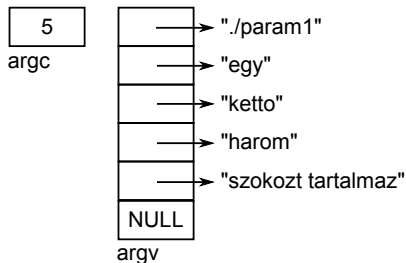 5
argc
"./param1"
"egy"
"ketto"
"harom"
"szokozt tartalmaz"
NULL
argv